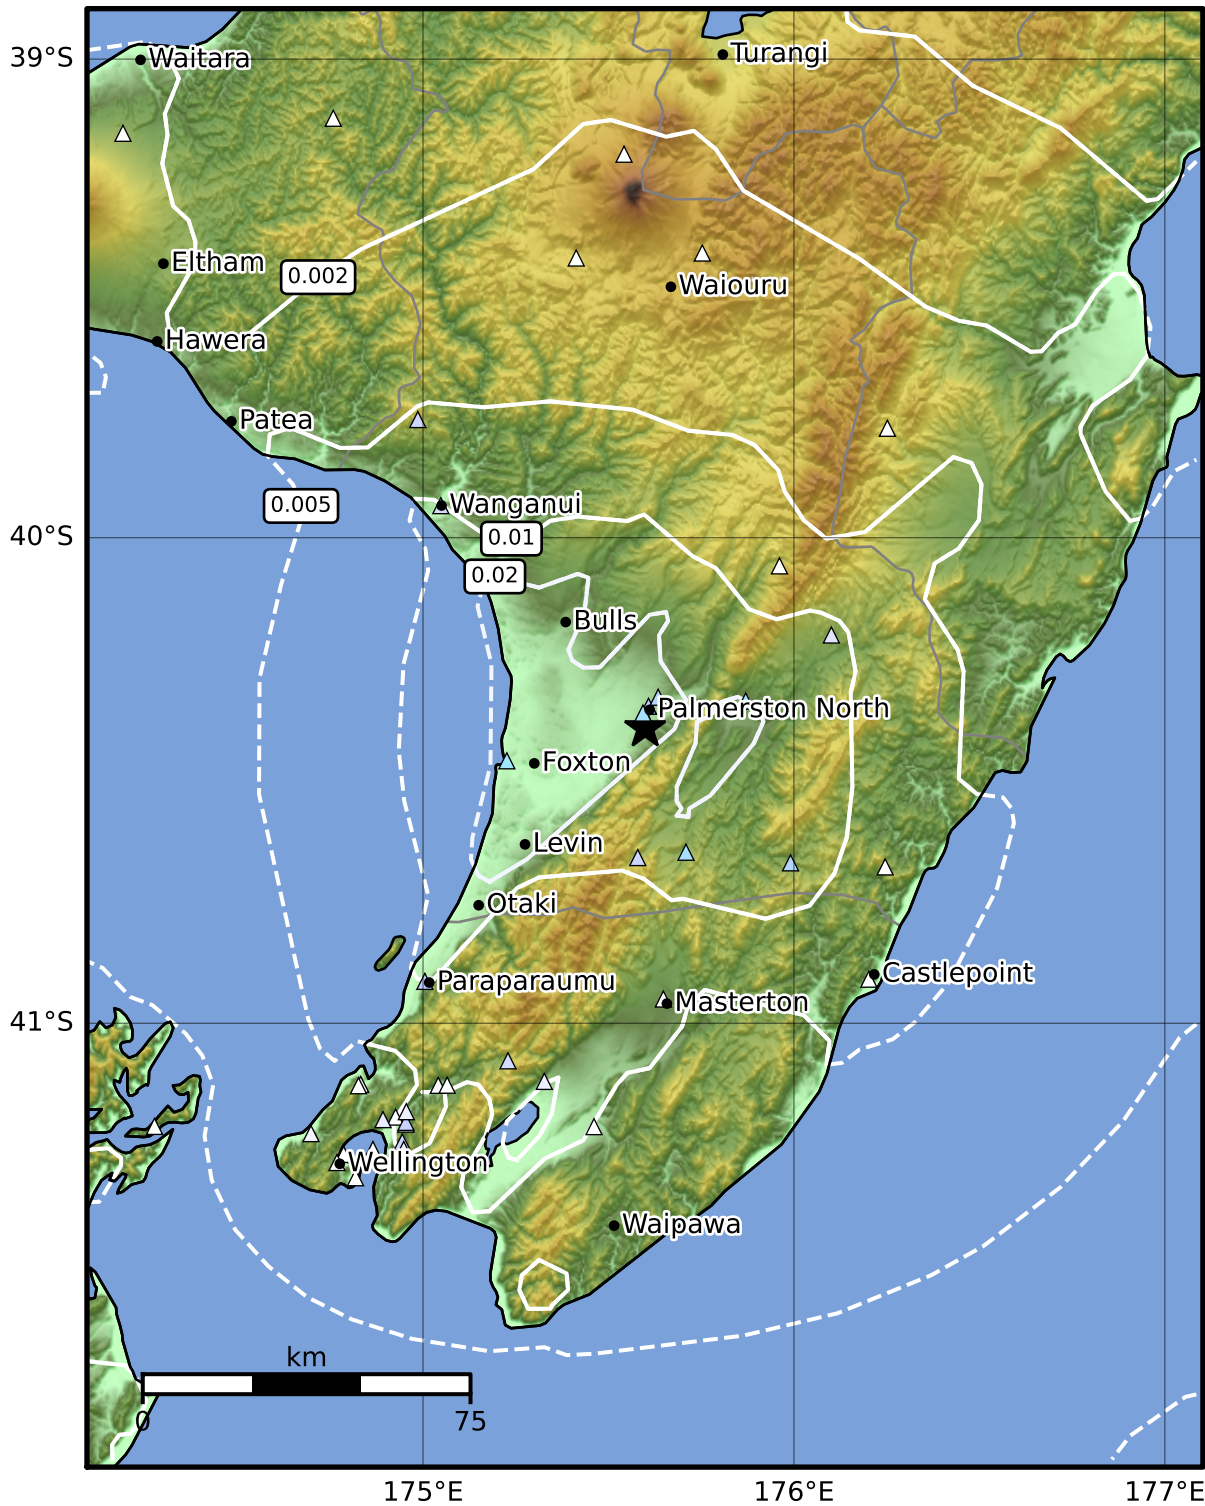 39°S
Waitara
Turangi
Eltham
0.002
Waiouru
Hawera
Patea
0.005
Wanganui
40°S
0.01
0.02
Bulls
Palmerston North
Foxton
Levin
Otaki
Paraparaumu
Castlepoint
Masterton
41°S
Wellington
Waipawa
km
0 75
175°E 176°E 177°E